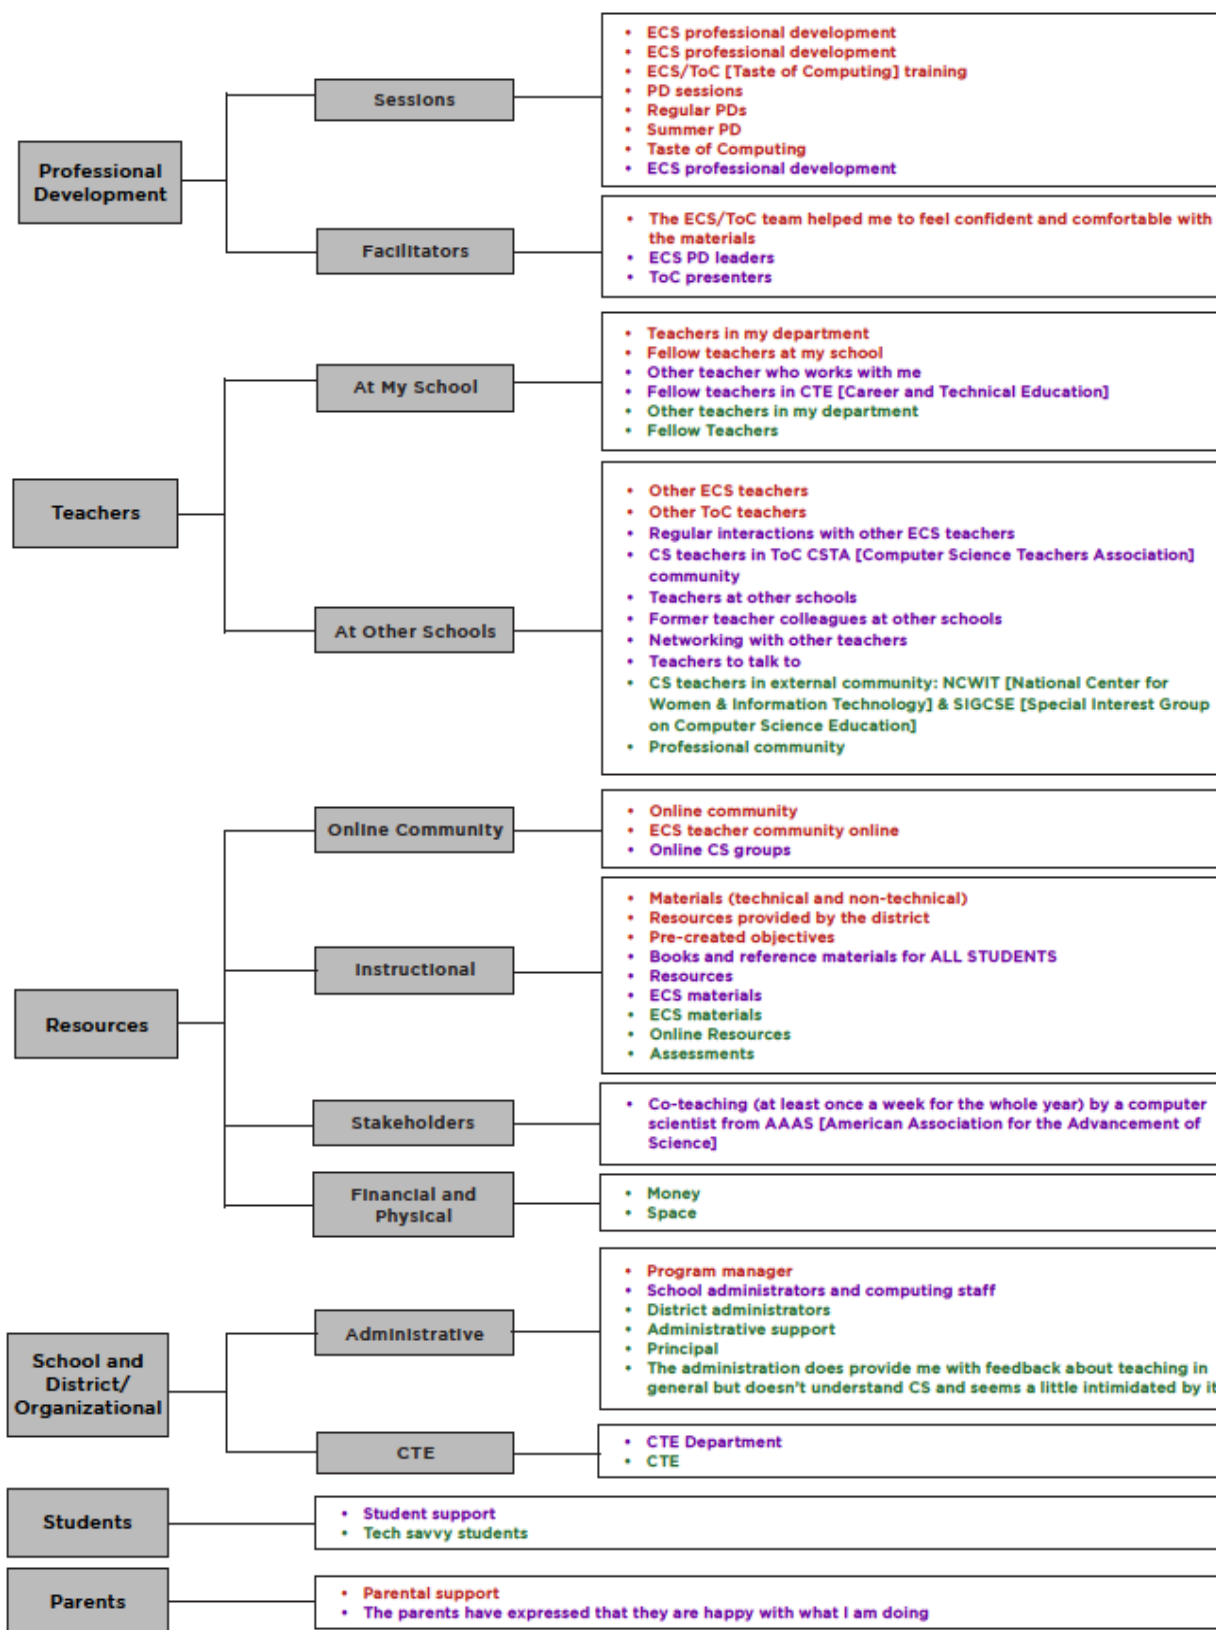 Professional
Development
Sessions
• ECS professional development
• ECS professional development
• ECS/ToC [Taste of Computing] training
• PD sessions
• Regular PDs
• Summer PD
• Taste of Computing
• ECS professional development
Facilitators
• The ECS/ToC team helped me to feel confident and comfortable with
the materials
• ECS PD leaders
• ToC presenters
Teachers
At My School
• Teachers in my department
• Fellow teachers at my school
• Other teacher who works with me
• Fellow teachers in CTE [Career and Technical Education]
• Other teachers in my department
• Fellow Teachers
At Other Schools
• Other ECS teachers
• Other ToC teachers
• Regular interactions with other ECS teachers
• CS teachers in ToC CSTA [Computer Science Teachers Association]
community
• Teachers at other schools
• Former teacher colleagues at other schools
• Networking with other teachers
• Teachers to talk to
• CS teachers in external community: NCWIT [National Center for
Women & Information Technology] & SIGCSE [Special Interest Group
on Computer Science Education]
• Professional community
Resources
Online Community
• Online community
• ECS teacher community online
• Online CS groups
Instructional
• Materials (technical and non-technical)
• Resources provided by the district
• Pre-created objectives
• Books and reference materials for ALL STUDENTS
• Resources
• ECS materials
• ECS materials
• Online Resources
• Assessments
Stakeholders
• Co-teaching (at least once a week for the whole year) by a computer
scientist from AAAS [American Association for the Advancement of
Science]
Financial and
Physical
• Money
• Space
School and
District/
Organizational
Administrative
• Program manager
• School administrators and computing staff
• District administrators
• Administrative support
• Principal
• The administration does provide me with feedback about teaching in
general but doesn't understand CS and seems a little intimidated by it
CTE
• CTE Department
• CTE
Students
• Student support
• Tech savvy students
Parents
• Parental support
• The parents have expressed that they are happy with what I am doing